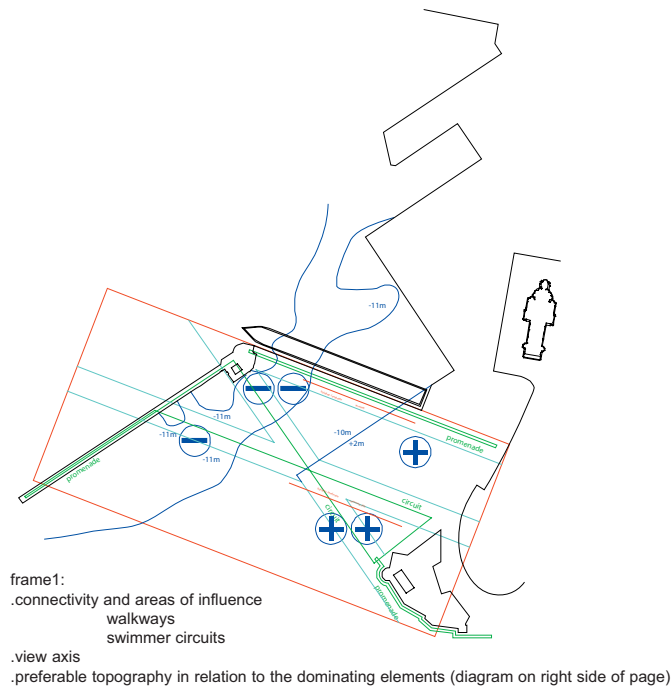 -11m
-11m
-11m
-11m
-10m
+2m
promenade
promenade
circuit
circuit
promenade
frame1:
.connectivity and areas of influence
walkways
swimmer circuits
.view axis
.preferable topography in relation to the dominating elements (diagram on right side of page)